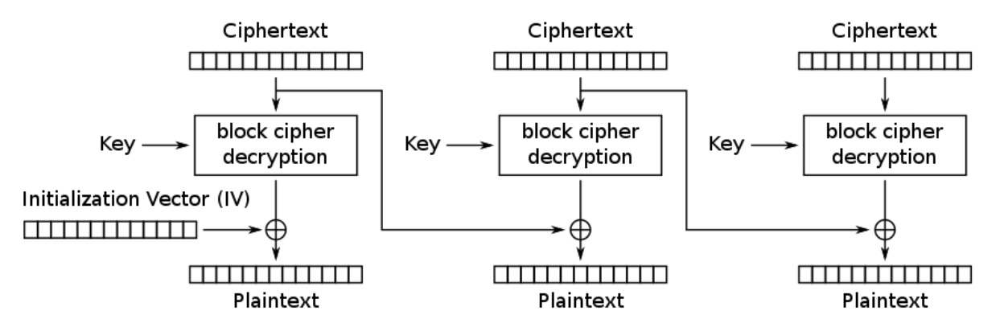 Ciphertext
Ciphertext
Ciphertext
Key
block cipher
decryption
Key
block cipher
decryption
Key
block cipher
decryption
Initialization Vector (IV)
Plaintext
Plaintext
Plaintext